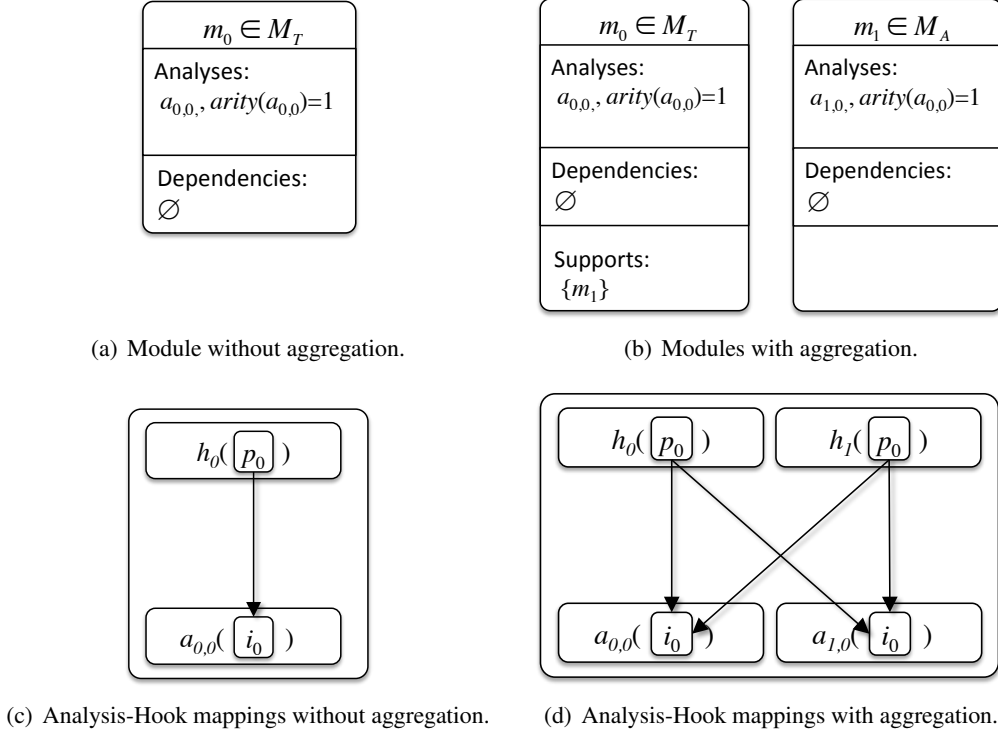 m₀ ∈ M_T
Analyses:
a₀,₀,, arity(a₀,₀)=1
Dependencies:
∅
m₀ ∈ M_T
Analyses:
a₀,₀,, arity(a₀,₀)=1
Dependencies:
∅
Supports:
{m₁}
m₁ ∈ M_A
Analyses:
a₁,₀,, arity(a₀,₀)=1
Dependencies:
∅
(a) Module without aggregation.
(b) Modules with aggregation.
h₀( p₀ )
a₀,₀( i₀ )
h₀( p₀ )
h₁( p₀ )
a₀,₀( i₀ )
a₁,₀( i₀ )
(c) Analysis-Hook mappings without aggregation.
(d) Analysis-Hook mappings with aggregation.